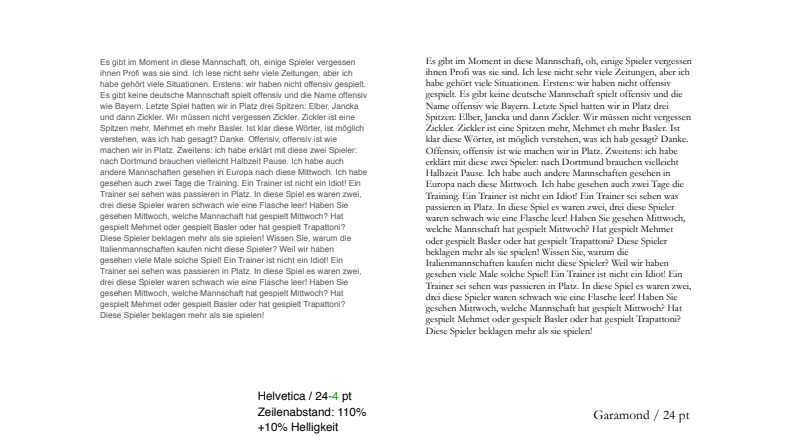 Es gibt im Moment in diese Mannschaft, oh, einige Spieler vergessen
ihnen Profi was sie sind. Ich lese nicht sehr viele Zeitungen, aber ich
habe gehört viele Situationen. Erstens: wir haben nicht offensiv gespielt.
Es gibt keine deutsche Mannschaft spielt offensiv und die Name offensiv
wie Bayern. Letzte Spiel hatten wir in Platz drei Spitzen: Elber, Jancka
und dann Zickler. Wir müssen nicht vergessen Zickler. Zickler ist eine
Spitzen mehr, Mehmet eh mehr Basler. Ist klar diese Wörter, ist möglich
verstehen, was ich hab gesagt? Danke. Offensiv, offensiv ist wie
machen wir in Platz. Zweitens: ich habe erklärt mit diese zwei Spieler:
nach Dortmund brauchen vielleicht Halbzeit Pause. Ich habe auch
andere Mannschaften gesehen in Europa nach diese Mittwoch. Ich habe
gesehen auch zwei Tage die Training. Ein Trainer ist nicht ein Idiot! Ein
Trainer sei sehen was passieren in Platz. In diese Spiel es waren zwei,
drei diese Spieler waren schwach wie eine Flasche leer! Haben Sie
gesehen Mittwoch, welche Mannschaft hat gespielt Mittwoch? Hat
gespielt Mehmet oder gespielt Basler oder hat gespielt Trapattoni?
Diese Spieler beklagen mehr als sie spielen! Wissen Sie, warum die
Italienmannschaften kaufen nicht diese Spieler? Weil wir haben
gesehen viele Male solche Spiel! Ein Trainer ist nicht ein Idiot! Ein
Trainer sei sehen was passieren in Platz. In diese Spiel es waren zwei,
drei diese Spieler waren schwach wie eine Flasche leer! Haben Sie
gesehen Mittwoch, welche Mannschaft hat gespielt Mittwoch? Hat
gespielt Mehmet oder gespielt Basler oder hat gespielt Trapattoni?
Diese Spieler beklagen mehr als sie spielen!
Helvetica / 24-4 pt
Zeilenabstand: 110%
+10% Helligkeit
Es gibt im Moment in diese Mannschaft, oh, einige Spieler vergessen
ihnen Profi was sie sind. Ich lese nicht sehr viele Zeitungen, aber ich
habe gehört viele Situationen. Erstens: wir haben nicht offensiv
gespielt. Es gibt keine deutsche Mannschaft spielt offensiv und die
Name offensiv wie Bayern. Letzte Spiel hatten wir in Platz drei
Spitzen: Elber, Jancka und dann Zickler. Wir müssen nicht vergessen
Zickler. Zickler ist eine Spitzen mehr, Mehmet eh mehr Basler. Ist
klar diese Wörter, ist möglich verstehen, was ich hab gesagt? Danke.
Offensiv, offensiv ist wie machen wir in Platz. Zweitens: ich habe
erklärt mit diese zwei Spieler: nach Dortmund brauchen vielleicht
Halbzeit Pause. Ich habe auch andere Mannschaften gesehen in
Europa nach diese Mittwoch. Ich habe gesehen auch zwei Tage die
Training. Ein Trainer ist nicht ein Idiot! Ein Trainer sei sehen was
passieren in Platz. In diese Spiel es waren zwei, drei diese Spieler
waren schwach wie eine Flasche leer! Haben Sie gesehen Mittwoch,
welche Mannschaft hat gespielt Mittwoch? Hat gespielt Mehmet
oder gespielt Basler oder hat gespielt Trapattoni? Diese Spieler
beklagen mehr als sie spielen! Wissen Sie, warum die
Italienmannschaften kaufen nicht diese Spieler? Weil wir haben
gesehen viele Male solche Spiel! Ein Trainer ist nicht ein Idiot! Ein
Trainer sei sehen was passieren in Platz. In diese Spiel es waren zwei,
drei diese Spieler waren schwach wie eine Flasche leer! Haben Sie
gesehen Mittwoch, welche Mannschaft hat gespielt Mittwoch? Hat
gespielt Mehmet oder gespielt Basler oder hat gespielt Trapattoni?
Diese Spieler beklagen mehr als sie spielen!
Garamond / 24 pt